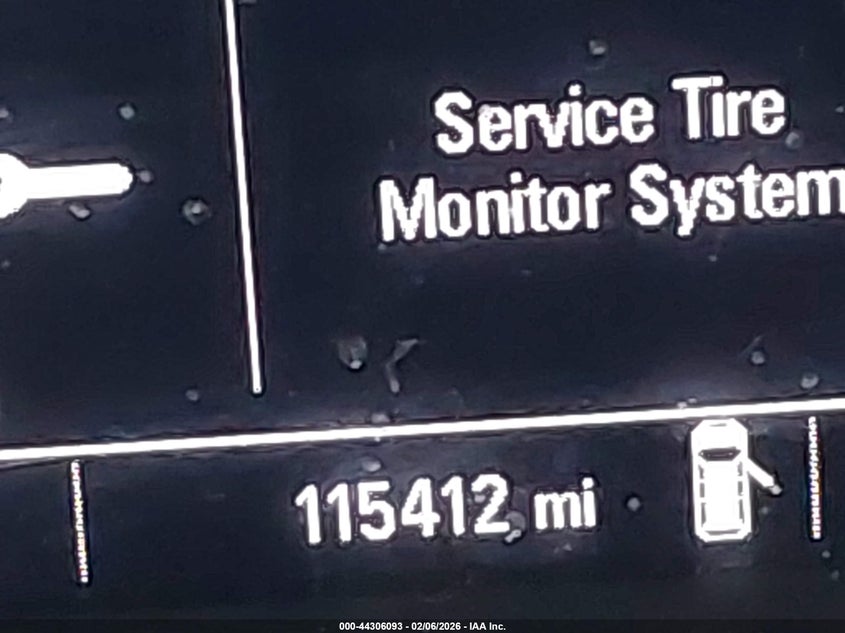 Service Tire
Monitor System
115412 mi
000-44306093 - 02/06/2026 - IAA Inc.